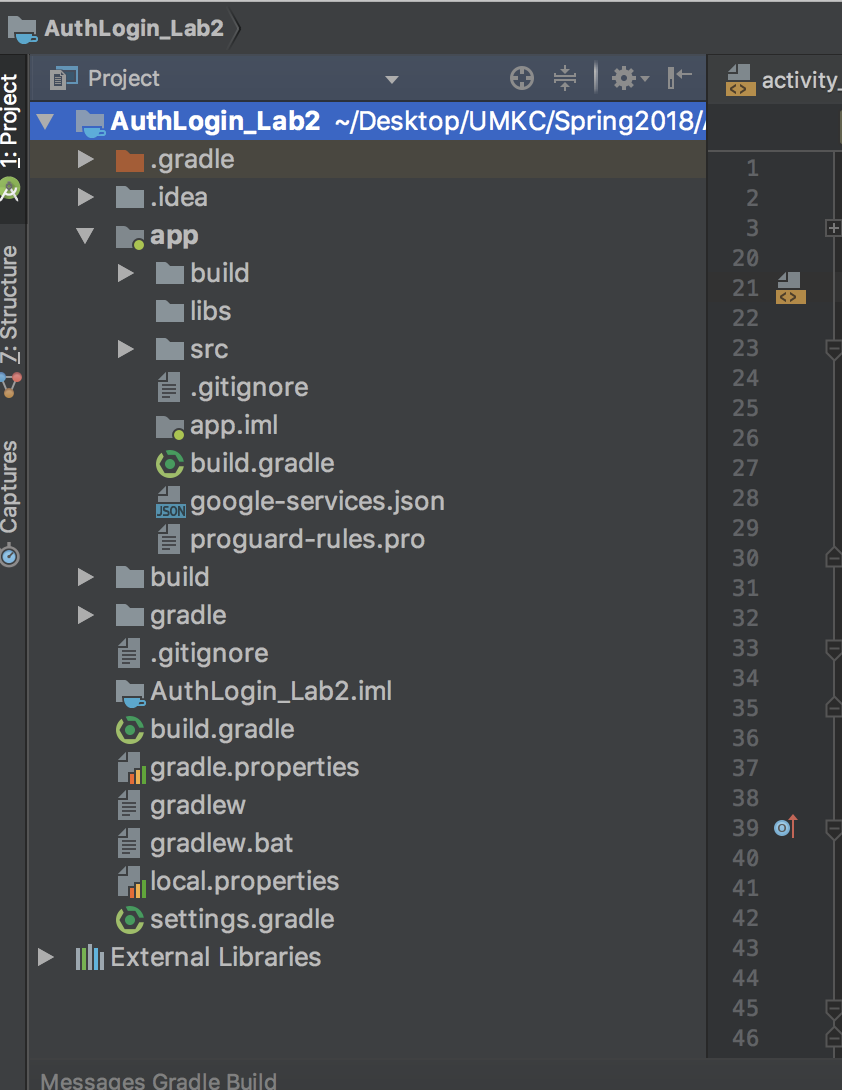 AuthLogin_Lab2
Project
activity_
1: Project
7: Structure
Captures
AuthLogin_Lab2 ~/Desktop/UMKC/Spring2018/
.gradle
.idea
app
build
libs
src
.gitignore
app.iml
build.gradle
google-services.json
JSON
proguard-rules.pro
build
gradle
.gitignore
AuthLogin_Lab2.iml
build.gradle
gradle.properties
gradlew
gradlew.bat
local.properties
settings.gradle
External Libraries
1
2
3
20
21
22
23
24
25
26
27
28
29
30
31
32
33
34
35
36
37
38
39
40
41
42
43
44
45
46
Messages Gradle Build